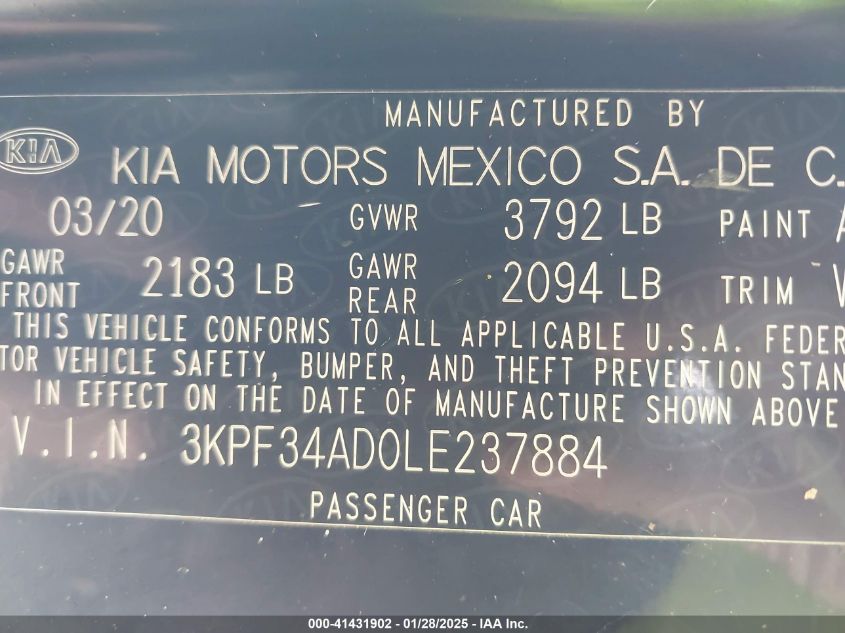 MANUFACTURED BY
KIA
KIA MOTORS MEXICO S.A. DE C.
03/20 GVWR 3792 LB PAINT A
GAWR FRONT 2183 LB GAWR REAR 2094 LB TRIM V
THIS VEHICLE CONFORMS TO ALL APPLICABLE U.S.A. FEDER
TOR VEHICLE SAFETY, BUMPER, AND THEFT PREVENTION STAN
IN EFFECT ON THE DATE OF MANUFACTURE SHOWN ABOVE
V.I.N. 3KPF34AD0LE237884
PASSENGER CAR
000-41431902 - 01/28/2025 - IAA Inc.